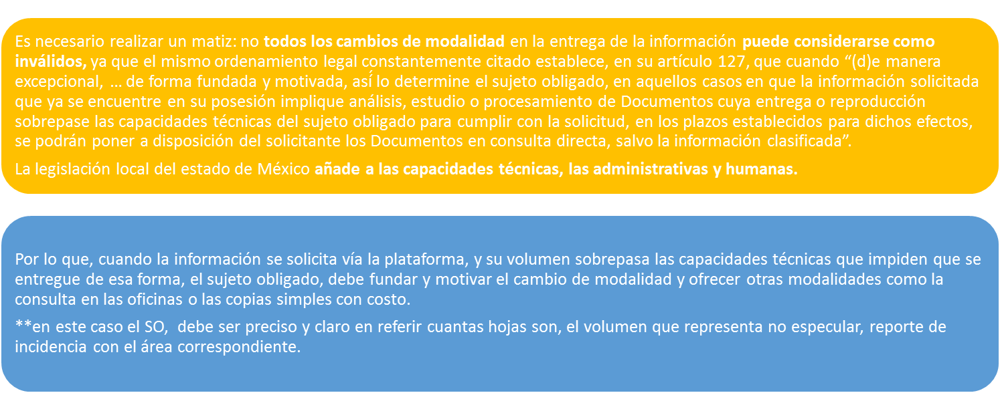 Es necesario realizar un matiz: no todos los cambios de modalidad en la entrega de la información puede considerarse como
inválidos, ya que el mismo ordenamiento legal constantemente citado establece, en su artículo 127, que cuando “(d)e manera
excepcional, ... de forma fundada y motivada, así lo determine el sujeto obligado, en aquellos casos en que la información solicitada
que ya se encuentre en su posesión implique análisis, estudio o procesamiento de Documentos cuya entrega o reproducción
sobrepase las capacidades técnicas del sujeto obligado para cumplir con la solicitud, en los plazos establecidos para dichos efectos,
se podrán poner a disposición del solicitante los Documentos en consulta directa, salvo la información clasificada”.
La legislación local del estado de México añade a las capacidades técnicas, las administrativas y humanas.
Por lo que, cuando la información se solicita vía la plataforma, y su volumen sobrepasa las capacidades técnicas que impiden que se
entregue de esa forma, el sujeto obligado, debe fundar y motivar el cambio de modalidad y ofrecer otras modalidades como la
consulta en las oficinas o las copias simples con costo.
**en este caso el SO,  debe ser preciso y claro en referir cuantas hojas son, el volumen que representa no especular, reporte de
incidencia con el área correspondiente.